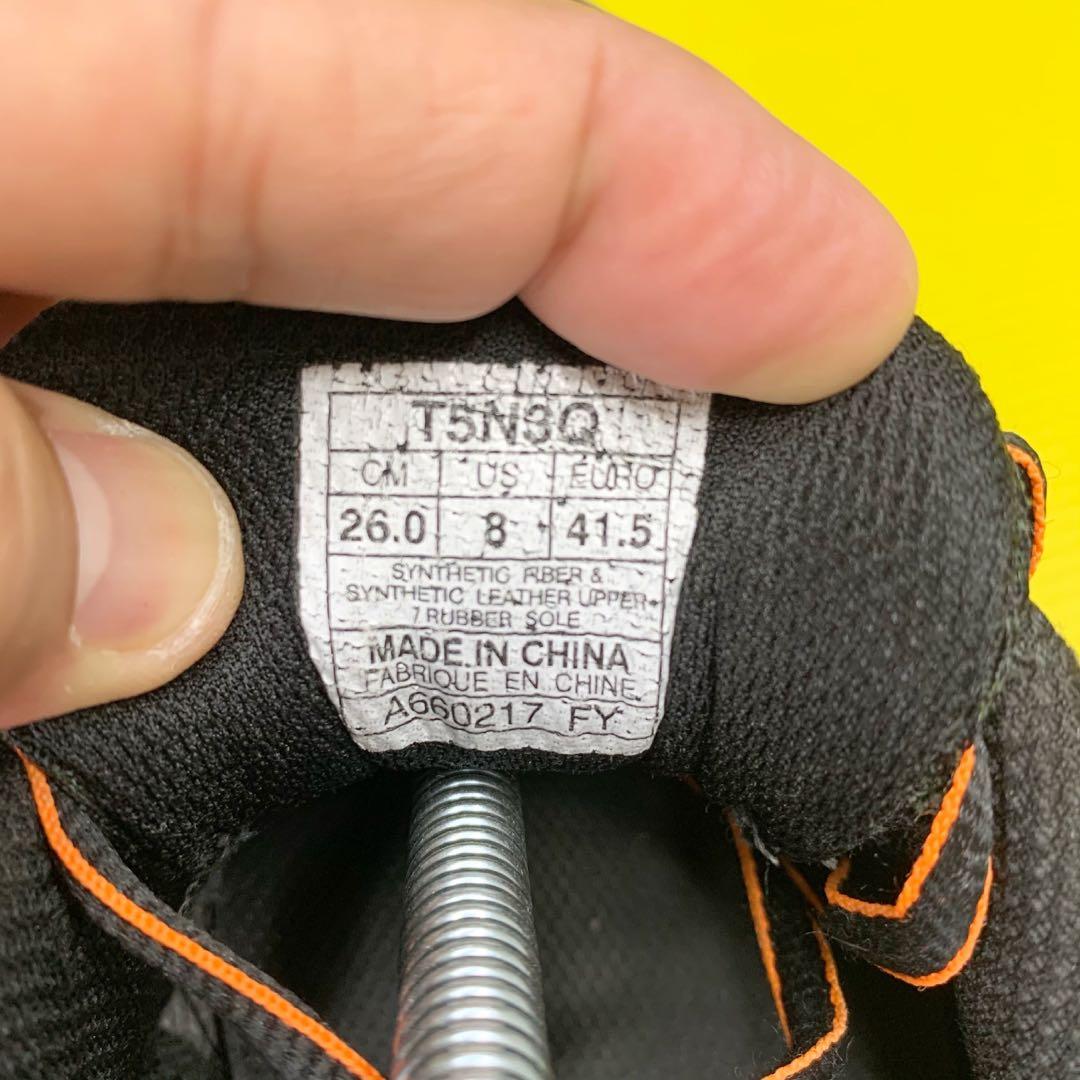 T5N3Q
CM US EURO
26.0 8 41.5
SYNTHETIC FIBER &
SYNTHETIC LEATHER UPPER
/ RUBBER SOLE
MADE IN CHINA
FABRIQUE EN CHINE
A660217 FY